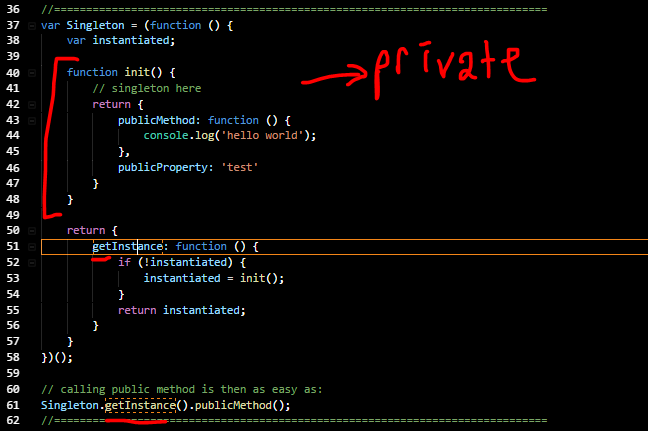 36 //=============================================================================
37 var Singleton = (function () {
38     var instantiated;
39
40     function init() {
private
41         // singleton here
42         return {
43             publicMethod: function () {
44                 console.log('hello world');
45             },
46             publicProperty: 'test'
47         }
48     }
49
50     return {
51         getInstance: function () {
52             if (!instantiated) {
53                 instantiated = init();
54             }
55             return instantiated;
56         }
57     }
58 })();
59
60 // calling public method is then as easy as:
61 Singleton.getInstance().publicMethod();
62 //=============================================================================